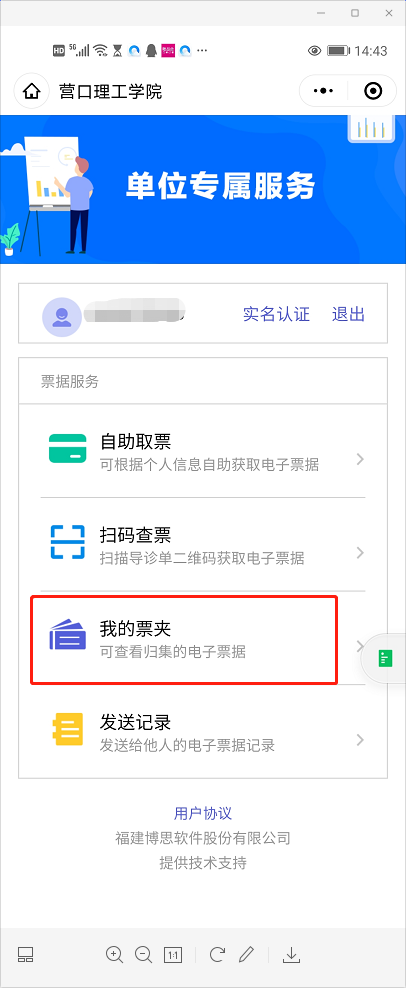 HD 5G 14:43
营口理工学院
单位专属服务
实名认证 退出
票据服务
自助取票
可根据个人信息自助获取电子票据
扫码查票
扫描导诊单二维码获取电子票据
我的票夹
可查看归集的电子票据
发送记录
发送给他人的电子票据记录
用户协议
福建博思软件股份有限公司
提供技术支持
1:1